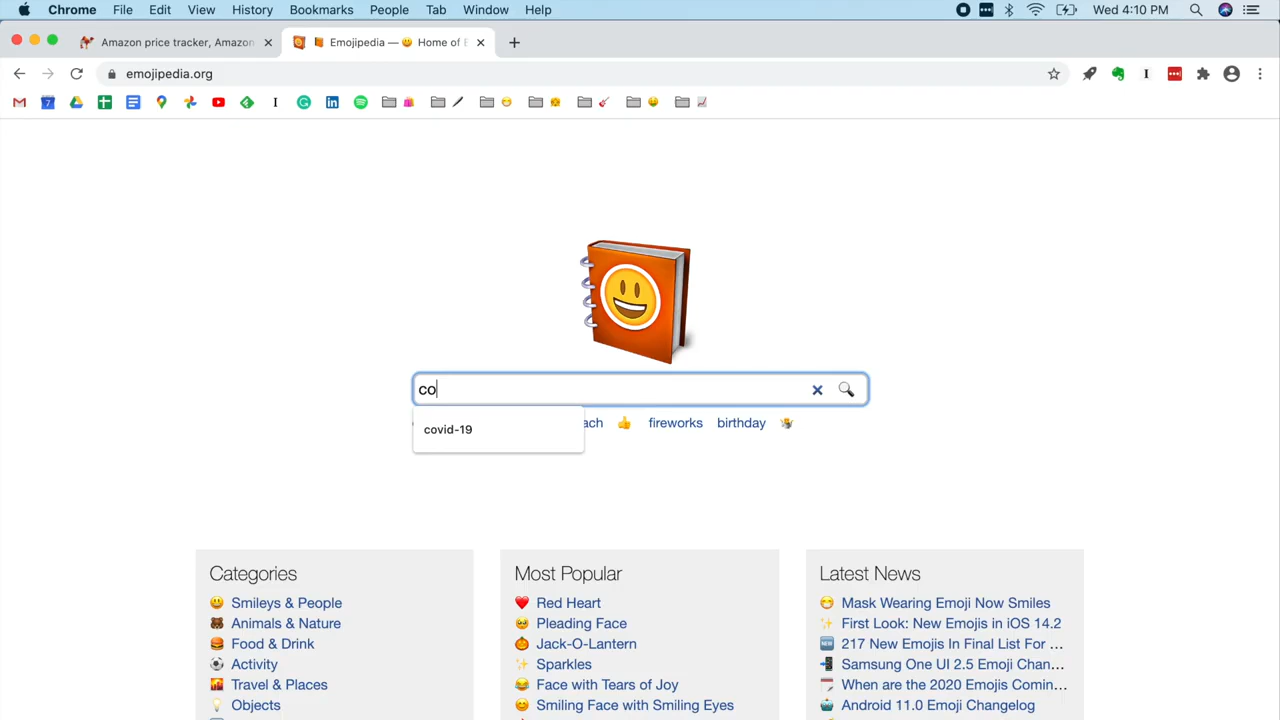 Chrome File Edit View History Bookmarks People Tab Window Help Wed 4:10 PM
Amazon price tracker, Amazon Emojipedia — 😃 Home of E
emojipedia.org
co
covid-19
ach 👍 fireworks birthday
Categories
Smileys & People
Animals & Nature
Food & Drink
Activity
Travel & Places
Objects
Most Popular
Red Heart
Pleading Face
Jack-O-Lantern
Sparkles
Face with Tears of Joy
Smiling Face with Smiling Eyes
Latest News
Mask Wearing Emoji Now Smiles
First Look: New Emojis in iOS 14.2
217 New Emojis In Final List For ...
Samsung One UI 2.5 Emoji Chan...
When are the 2020 Emojis Comin...
Android 11.0 Emoji Changelog